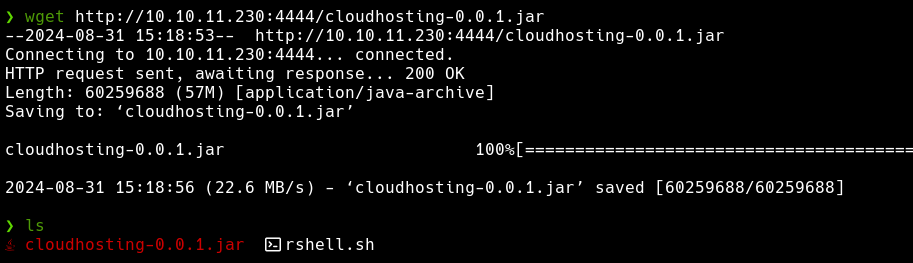 ❯ wget http://10.10.11.230:4444/cloudhosting-0.0.1.jar
--2024-08-31 15:18:53--  http://10.10.11.230:4444/cloudhosting-0.0.1.jar
Connecting to 10.10.11.230:4444... connected.
HTTP request sent, awaiting response... 200 OK
Length: 60259688 (57M) [application/java-archive]
Saving to: ‘cloudhosting-0.0.1.jar’
cloudhosting-0.0.1.jar                         100%[=======================================
2024-08-31 15:18:56 (22.6 MB/s) - ‘cloudhosting-0.0.1.jar’ saved [60259688/60259688]
❯ ls
cloudhosting-0.0.1.jar  rshell.sh